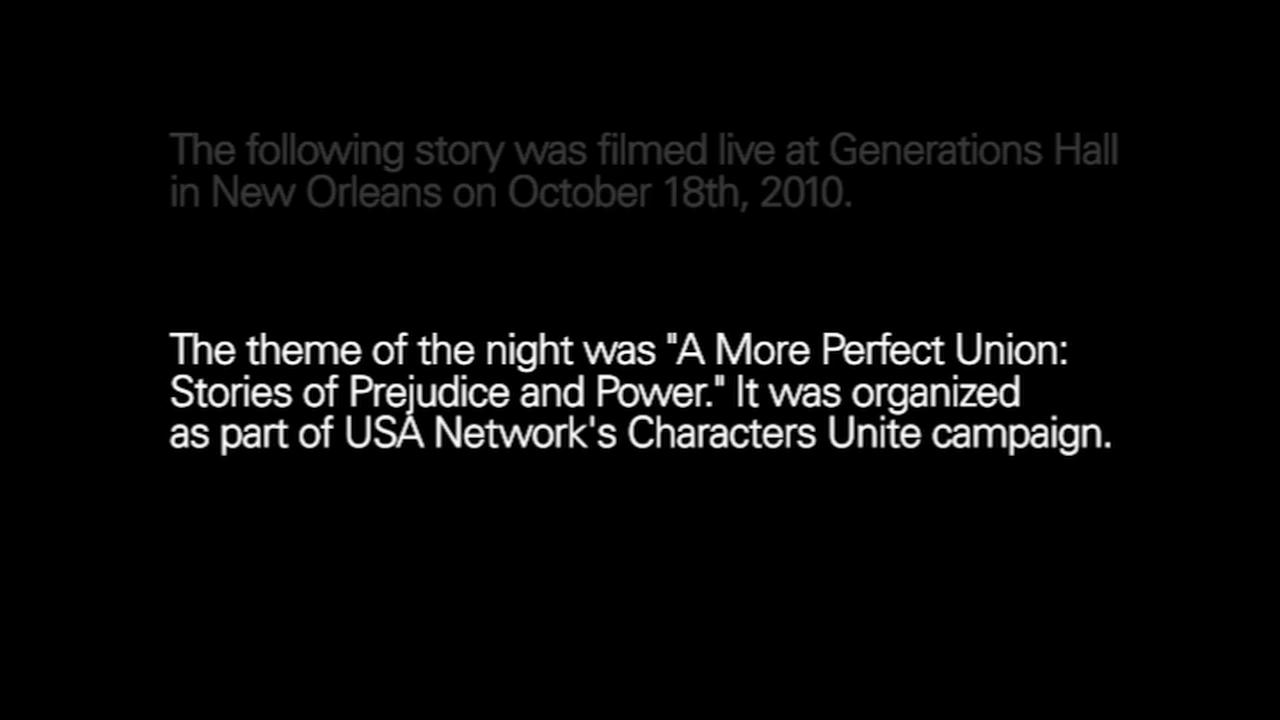 The following story was filmed live at Generations Hall
in New Orleans on October 18th, 2010.
The theme of the night was "A More Perfect Union:
Stories of Prejudice and Power." It was organized
as part of USA Network's Characters Unite campaign.